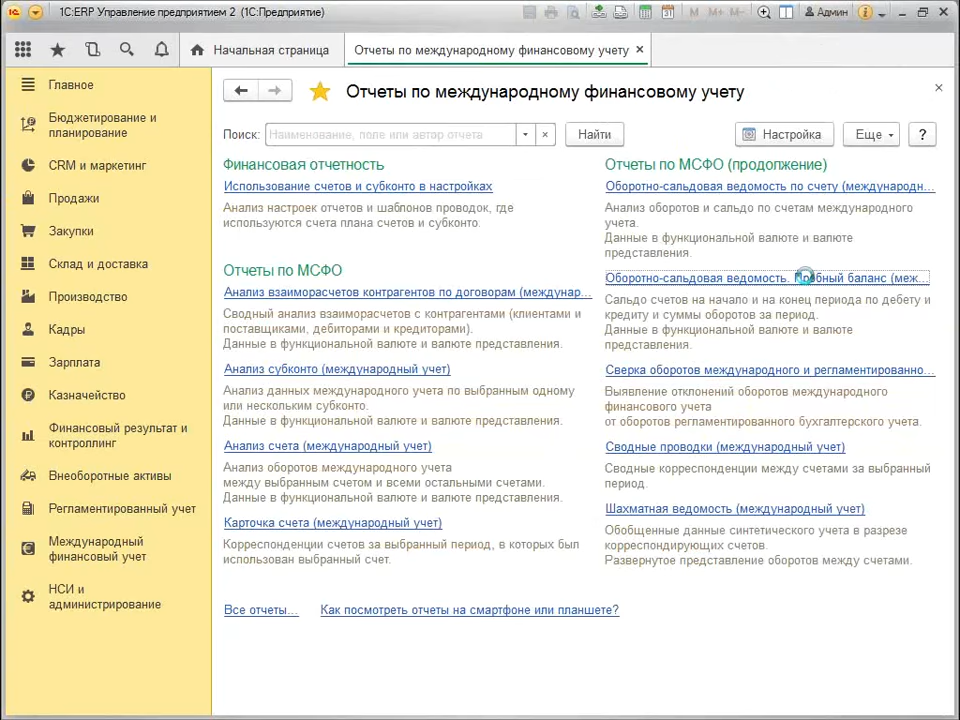 1С:ERP Управление предприятием 2 (1С:Предприятие)
M M+ M-
Админ
Начальная страница
Отчеты по международному финансовому учету
Главное
Бюджетирование и
планирование
CRM и маркетинг
Продажи
Закупки
Склад и доставка
Производство
Кадры
Зарплата
Казначейство
Финансовый результат и
контроллинг
Внеоборотные активы
Регламентированный учет
Международный
финансовый учет
НСИ и
администрирование
Отчеты по международному финансовому учету
Поиск:
Наименование, поле или автор отчета
Найти
Настройка
Еще
?
Финансовая отчетность
Использование счетов и субконто в настройках
Анализ настроек отчетов и шаблонов проводок, где
используются счета плана счетов и субконто.
Отчеты по МСФО
Анализ взаиморасчетов контрагентов по договорам (междунар...
Сводный анализ взаиморасчетов с контрагентами (клиентами и
поставщиками, дебиторами и кредиторами).
Данные в функциональной валюте и валюте представления.
Анализ субконто (международный учет)
Анализ данных международного учета по выбранным одному
или нескольким субконто.
Данные в функциональной валюте и валюте представления.
Анализ счета (международный учет)
Анализ оборотов международного учета
между выбранным счетом и всеми остальными счетами.
Данные в функциональной валюте и валюте представления.
Карточка счета (международный учет)
Корреспонденции счетов за выбранный период, в которых был
использован выбранный счет.
Отчеты по МСФО (продолжение)
Оборотно-сальдовая ведомость по счету (международн...
Анализ оборотов и сальдо по счетам международного
учета.
Данные в функциональной валюте и валюте
представления.
Оборотно-сальдовая ведомость. Пробный баланс (меж...
Сальдо счетов на начало и на конец периода по дебету и
кредиту и суммы оборотов за период.
Данные в функциональной валюте и валюте
представления.
Сверка оборотов международного и регламентированно...
Выявление отклонений оборотов международного
финансового учета
от оборотов регламентированного бухгалтерского учета.
Сводные проводки (международный учет)
Сводные корреспонденции между счетами за выбранный
период.
Шахматная ведомость (международный учет)
Обобщенные данные синтетического учета в разрезе
корреспондирующих счетов.
Развернутое представление оборотов между счетами.
Все отчеты...
Как посмотреть отчеты на смартфоне или планшете?